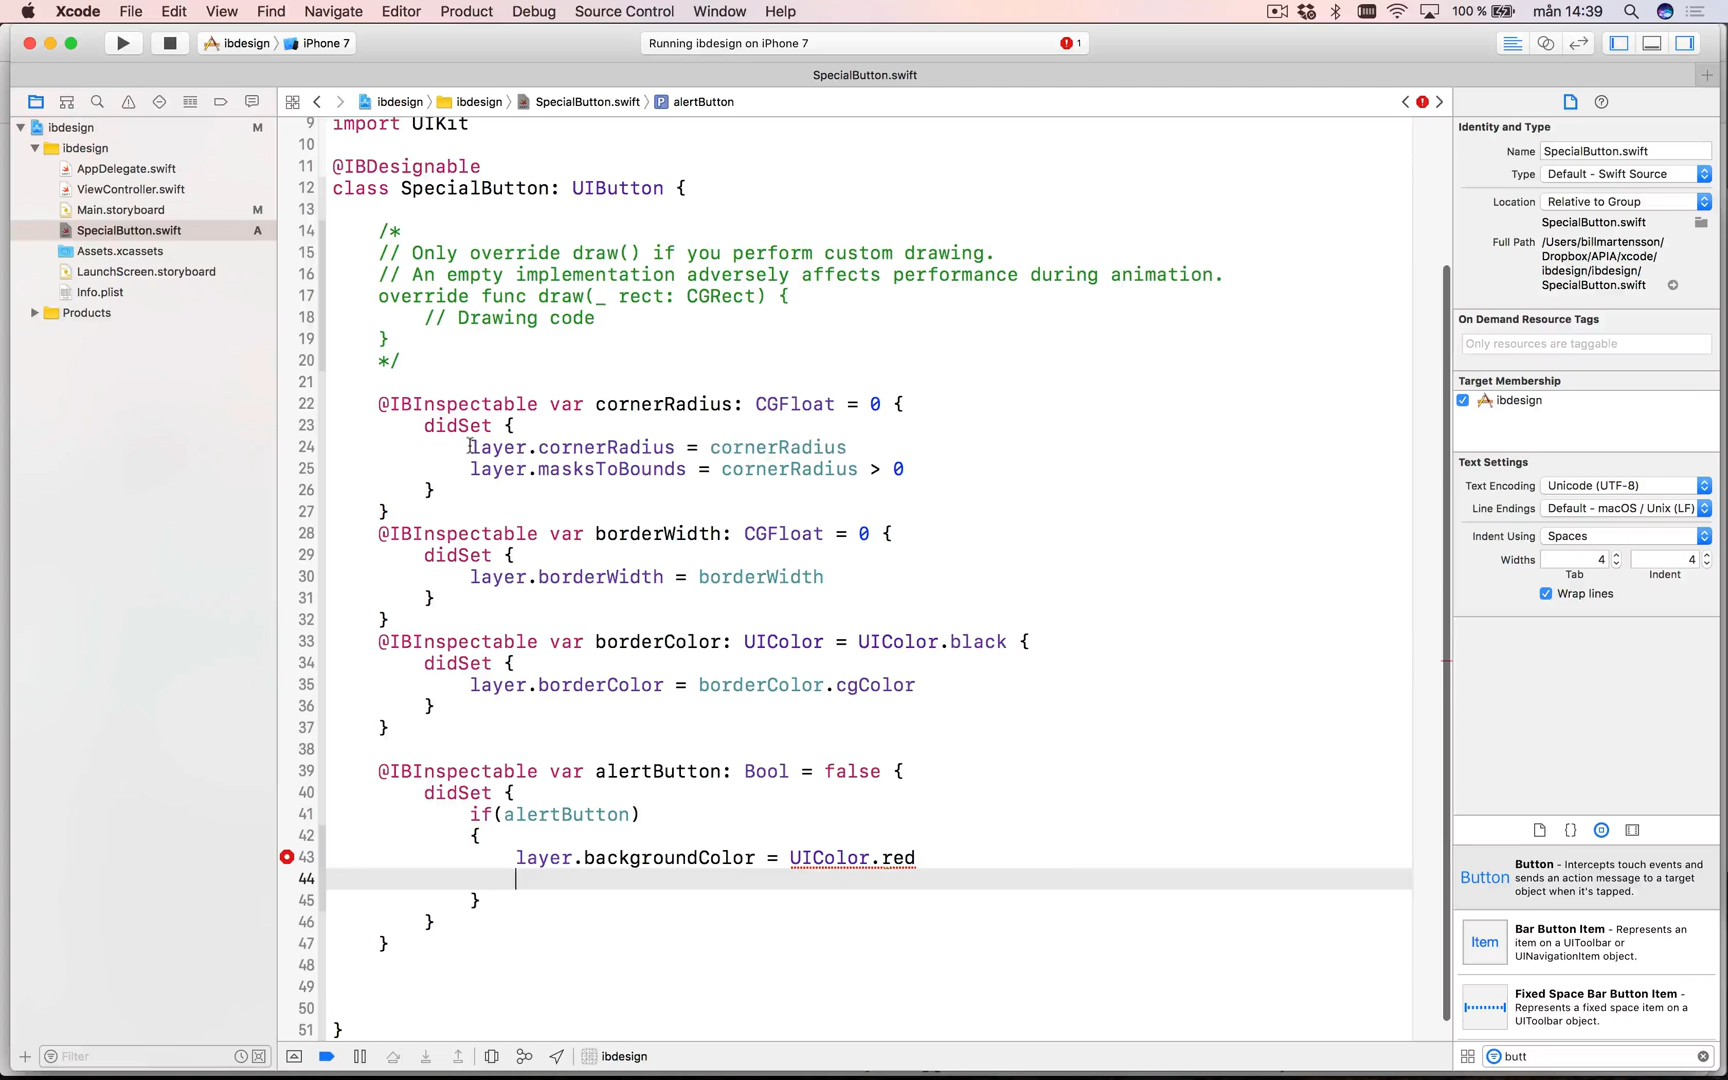 Xcode File Edit View Find Navigate Editor Product Debug Source Control Window Help 100 % mån 14:39
ibdesign iPhone 7 Running ibdesign on iPhone 7 1
SpecialButton.swift
ibdesign ibdesign SpecialButton.swift P alertButton
ibdesign M
ibdesign
AppDelegate.swift
ViewController.swift
Main.storyboard M
SpecialButton.swift A
Assets.xcassets
LaunchScreen.storyboard
Info.plist
Products
Filter
9 import UIKit
10
11 @IBDesignable
12 class SpecialButton: UIButton {
13
14 /*
15 // Only override draw() if you perform custom drawing.
16 // An empty implementation adversely affects performance during animation.
17 override func draw(_ rect: CGRect) {
18 // Drawing code
19 }
20 */
21
22 @IBInspectable var cornerRadius: CGFloat = 0 {
23 didSet {
24 layer.cornerRadius = cornerRadius
25 layer.masksToBounds = cornerRadius > 0
26 }
27 }
28 @IBInspectable var borderWidth: CGFloat = 0 {
29 didSet {
30 layer.borderWidth = borderWidth
31 }
32 }
33 @IBInspectable var borderColor: UIColor = UIColor.black {
34 didSet {
35 layer.borderColor = borderColor.cgColor
36 }
37 }
38
39 @IBInspectable var alertButton: Bool = false {
40 didSet {
41 if(alertButton)
42 {
43 layer.backgroundColor = UIColor.red
44
45 }
46 }
47 }
48
49
50
51 }
ibdesign
Identity and Type
Name SpecialButton.swift
Type Default - Swift Source
Location Relative to Group
SpecialButton.swift
Full Path /Users/billmartensson/
Dropbox/APIA/xcode/
ibdesign/ibdesign/
SpecialButton.swift
On Demand Resource Tags
Only resources are taggable
Target Membership
ibdesign
Text Settings
Text Encoding Unicode (UTF-8)
Line Endings Default - macOS / Unix (LF)
Indent Using Spaces
Widths 4 4
Tab Indent
Wrap lines
Button
Button - Intercepts touch events and
sends an action message to a target
object when it's tapped.
Item
Bar Button Item - Represents an
item on a UIToolbar or
UINavigationItem object.
Fixed Space Bar Button Item -
Represents a fixed space item on a
UIToolbar object.
butt